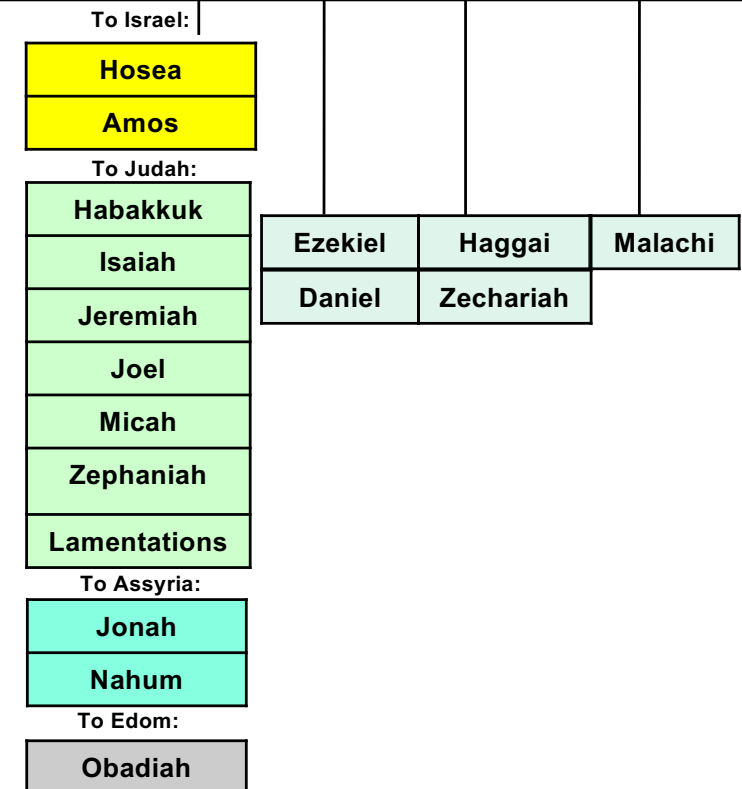 To Israel:
Hosea
Amos
To Judah:
Habakkuk
Isaiah
Jeremiah
Joel
Micah
Zephaniah
Lamentations
To Assyria:
Jonah
Nahum
To Edom:
Obadiah
Ezekiel
Daniel
Haggai
Zechariah
Malachi